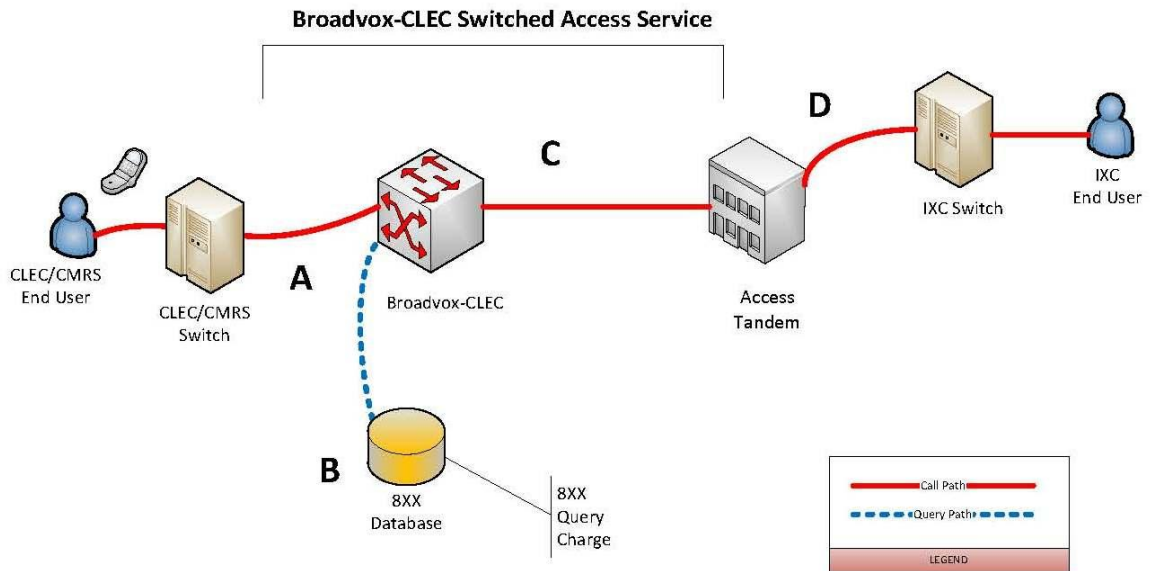 Broadvox-CLEC Switched Access Service
D
C
CLEC/CMRS
End User
CLEC/CMRS
Switch
A
Broadvox-CLEC
Access
Tandem
IXC Switch
IXC
End User
B
8XX
Database
8XX
Query
Charge
Call Path
Query Path
LEGEND